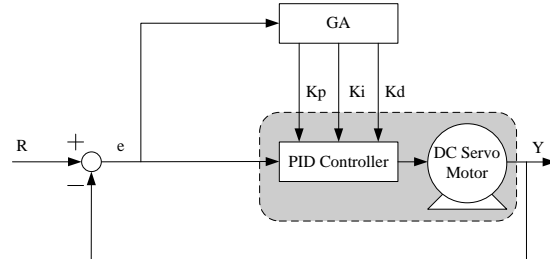 GA
Kp Ki Kd
R + e PID Controller DC Servo Y
Motor
−